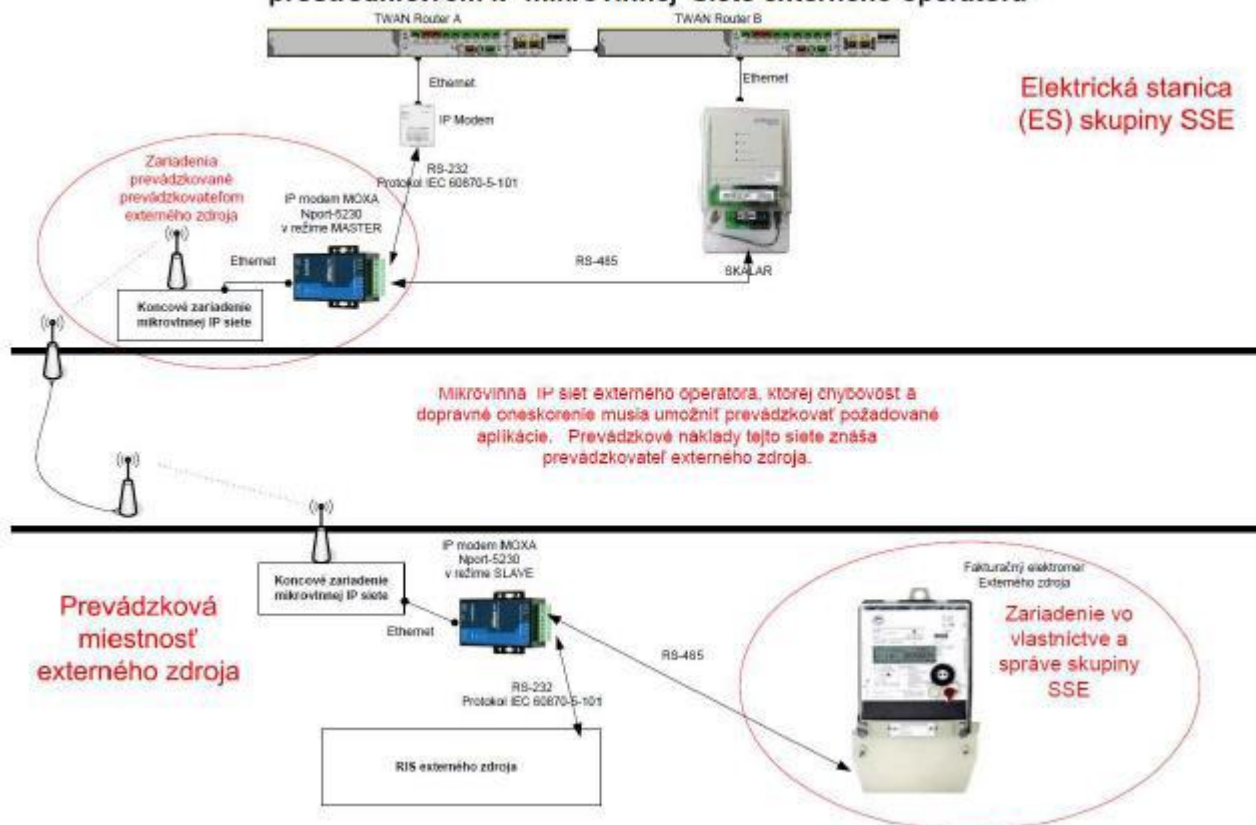 prostredníctvom IP mikrovlnnej siete externého operátora
TWAN Router A
TWAN Router B
Ethernet
Ethernet
IP Modem
Elektrická stanica
(ES) skupiny SSE
RS-232
Protokol IEC 60870-5-101
Zariadenia
prevádzkované
prevádzkovateľom
externého zdroja
IP modem MOXA
Nport-5230
v režime MASTER
Ethernet
RS-485
SKALAR
Koncové zariadenie
mikrovlnnej IP siete
Mikrovlnná IP sieť externého operátora, ktorej chybovosť a
dopravné oneskorenie musia umožniť prevádzkovať požadované
aplikácie. Prevádzkové náklady tejto siete znáša
prevádzkovateľ externého zdroja.
IP modem MOXA
Nport-5230
v režime SLAVE
Koncové zariadenie
mikrovlnnej IP siete
Ethernet
Prevádzková
miestnosť
externého zdroja
RS-485
RS-232
Protokol IEC 60870-5-101
RIS externého zdroja
Fakturačný elektromer
Externého zdroja
Zariadenie vo
vlastníctve a
správe skupiny
SSE